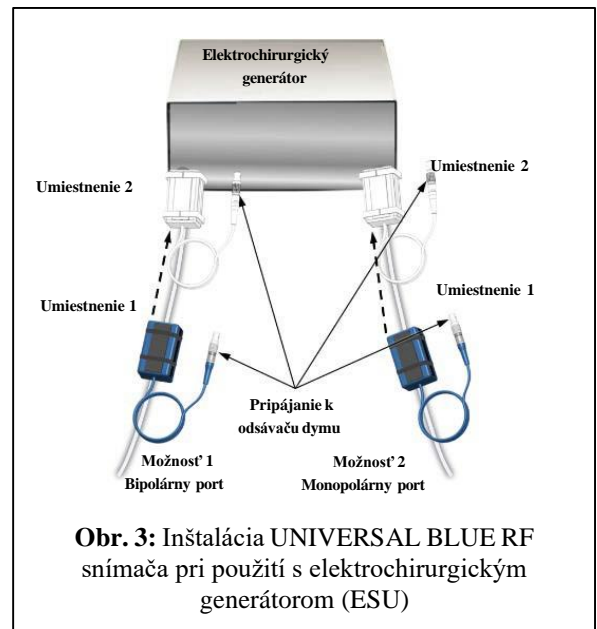 Elektrochirurgický
generátor
Umiestnenie 2
Umiestnenie 2
Umiestnenie 1
Umiestnenie 1
Pripájanie k
odsávaču dymu
Možnosť 1
Bipolárny port
Možnosť 2
Monopolárny port
Obr. 3: Inštalácia UNIVERSAL BLUE RF
snímača pri použití s elektrochirurgickým
generátorom (ESU)